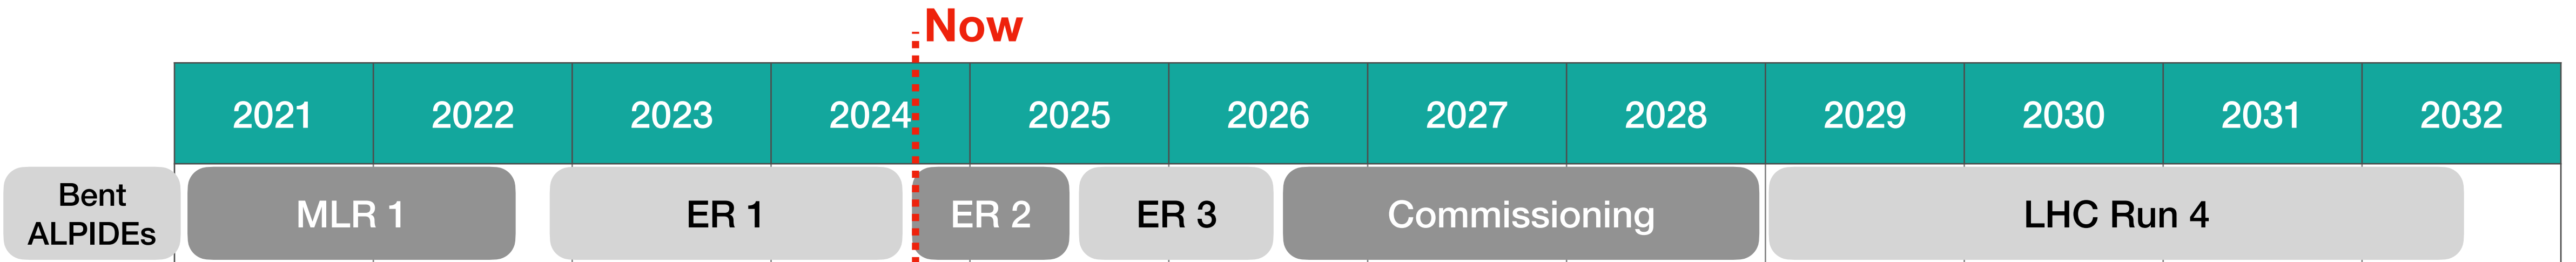 Now
2021 2022 2023 2024 2025 2026 2027 2028 2029 2030 2031 2032
Bent
ALPIDEs
MLR 1 ER 1 ER 2 ER 3 Commissioning LHC Run 4